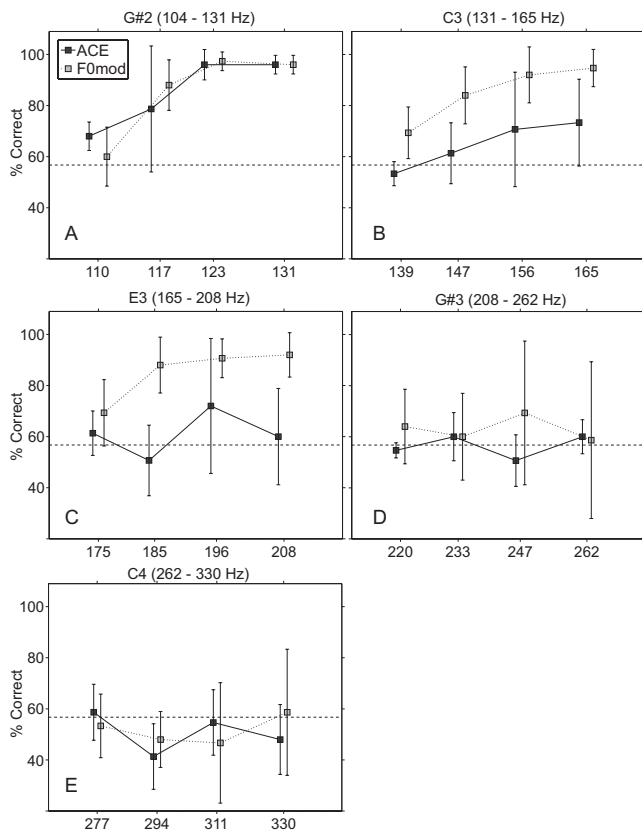 G#2 (104 - 131 Hz)
C3 (131 - 165 Hz)
ACE
F0mod
100
80
60
40
% Correct
A
B
110 117 123 131
139 147 156 165
E3 (165 - 208 Hz)
G#3 (208 - 262 Hz)
100
80
60
40
% Correct
C
D
175 185 196 208
220 233 247 262
C4 (262 - 330 Hz)
100
80
60
40
% Correct
E
277 294 311 330